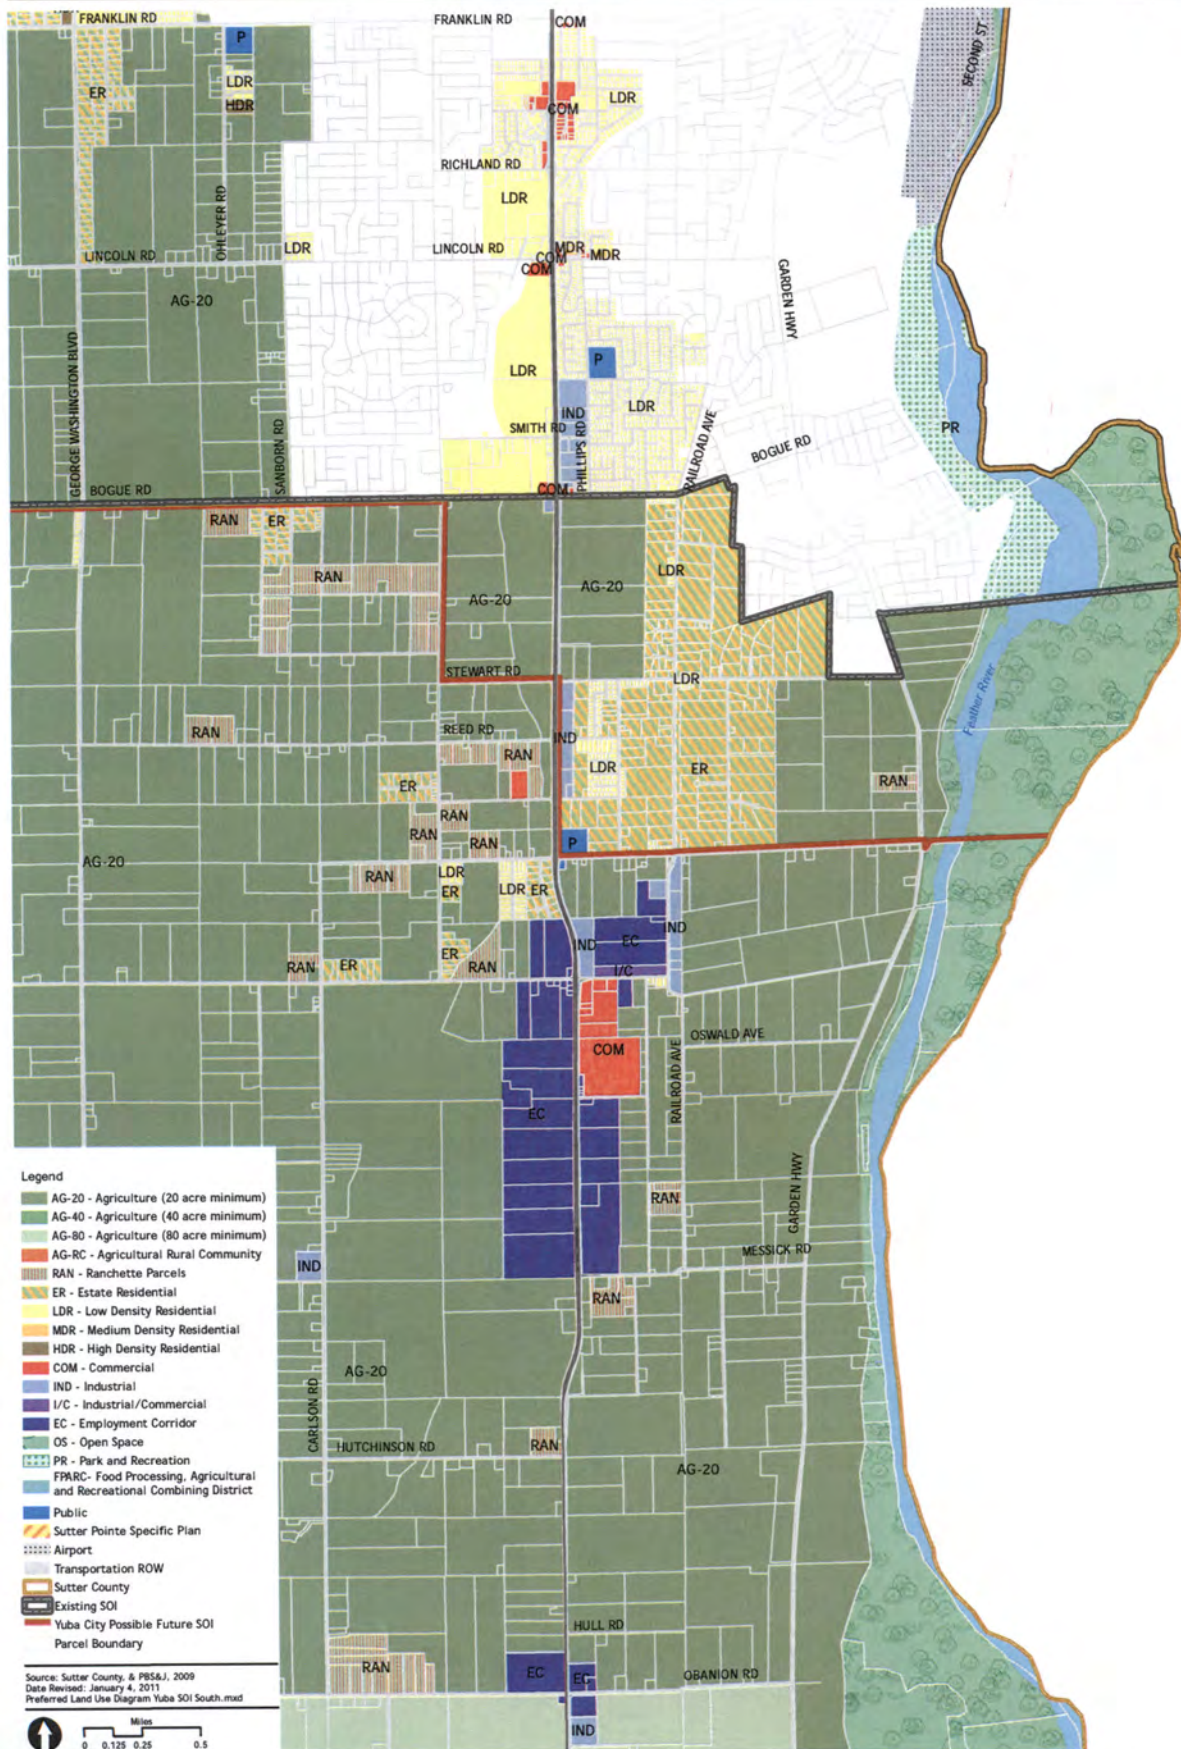 FRANKLIN RD
FRANKLIN RD
COM
SECOND ST
P
ER
LDR
HDR
LDR
COM
RICHLAND RD
LDR
OHLEYER RD
LINCOLN RD
LDR
LINCOLN RD
MDR
COM
MDR
COM
GARDEN HWY
AG-20
GEORGE WASHINGTON BLVD
P
LDR
LDR
IND
SMITH RD
PHILLIPS RD
RAILROAD AVE
BOGUE RD
PR
SANBORN RD
BOGUE RD
COM
RAN
ER
RAN
LDR
AG-20
AG-20
STEWART RD
LDR
Feather River
RAN
REED RD
IND
RAN
LDR
ER
RAN
ER
RAN
RAN
RAN
P
AG-20
RAN
LDR
ER
LDR
ER
IND
IND
EC
ER
RAN
RAN
ER
I/C
OSWALD AVE
COM
RAILROAD AVE
EC
GARDEN HWY
RAN
MESSICK RD
IND
RAN
AG-20
CARLSON RD
HUTCHINSON RD
RAN
AG-20
HULL RD
RAN
EC
EC
OBANION RD
IND
Legend
AG-20 - Agriculture (20 acre minimum)
AG-40 - Agriculture (40 acre minimum)
AG-80 - Agriculture (80 acre minimum)
AG-RC - Agricultural Rural Community
RAN - Ranchette Parcels
ER - Estate Residential
LDR - Low Density Residential
MDR - Medium Density Residential
HDR - High Density Residential
COM - Commercial
IND - Industrial
I/C - Industrial/Commercial
EC - Employment Corridor
OS - Open Space
PR - Park and Recreation
FPARC- Food Processing, Agricultural
and Recreational Combining District
Public
Sutter Pointe Specific Plan
Airport
Transportation ROW
Sutter County
Existing SOI
Yuba City Possible Future SOI
Parcel Boundary
Source: Sutter County, & PBS&J, 2009
Date Revised: January 4, 2011
Preferred Land Use Diagram Yuba SOI South.mxd
Miles
0 0.125 0.25 0.5